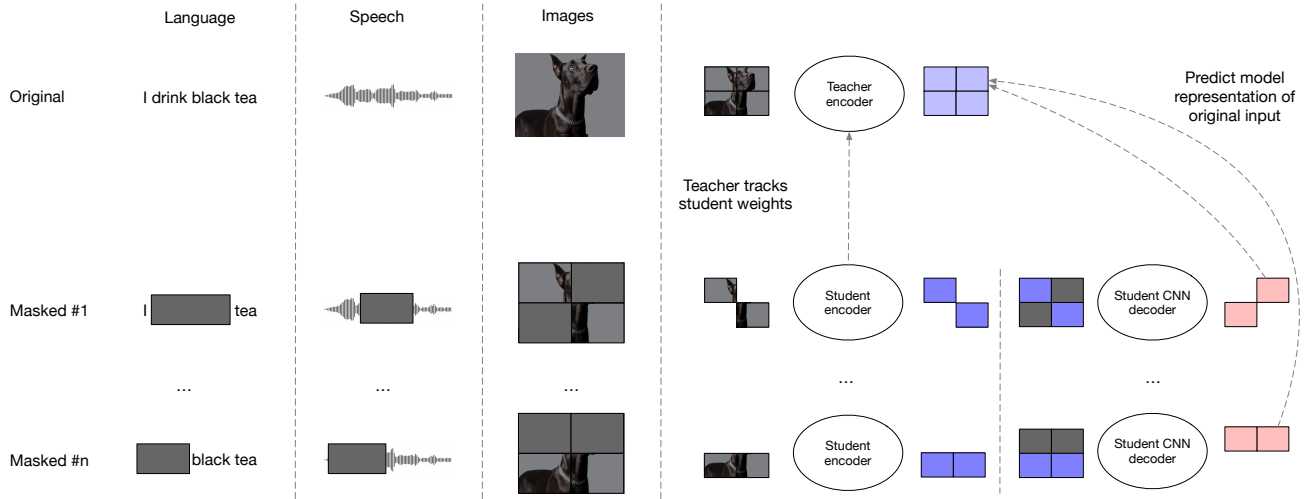 Language
Speech
Images
Original
I drink black tea
Teacher
encoder
Predict model
representation of
original input
Teacher tracks
student weights
Masked #1
I
tea
Student
encoder
Student CNN
decoder
...
...
...
...
...
Masked #n
black tea
Student
encoder
Student CNN
decoder